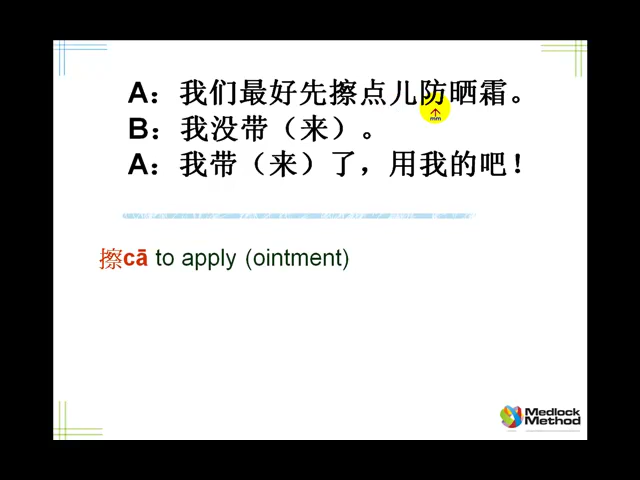 A：我们最好先擦点儿防晒霜。
B：我没带（来）。
A：我带（来）了，用我的吧！
擦cā to apply (ointment)
Medlock
Method